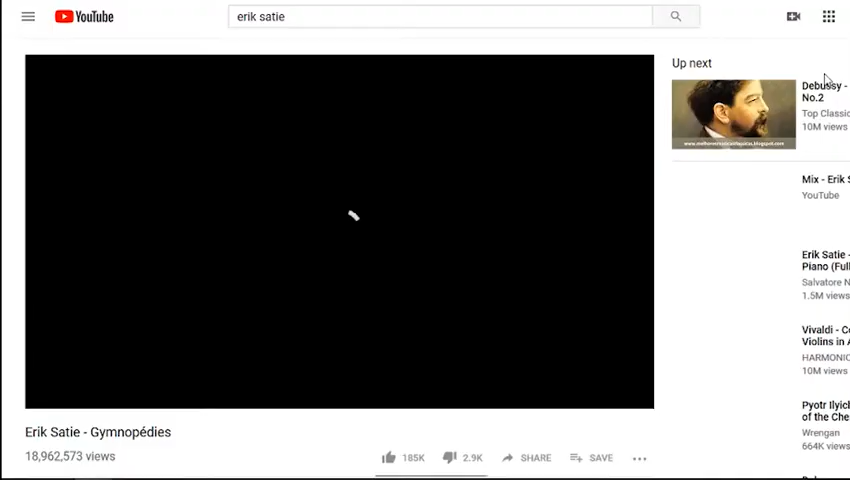 YouTube
erik satie
Up next
Debussy -
No.2
Top Classic
10M views
Mix - Erik S
YouTube
Erik Satie -
Piano (Full
Salvatore N
1.5M views
Vivaldi - C
Violins in A
HARMONIC
10M views
Pyotr Ilyich
of the Che
Wrengan
664K views
Erik Satie - Gymnopédies
18,962,573 views
185K
2.9K
SHARE
SAVE